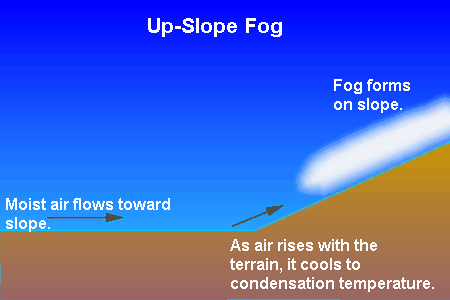 Up-Slope Fog
Fog forms
on slope.
Moist air flows toward
slope.
As air rises with the
terrain, it cools to
condensation temperature.